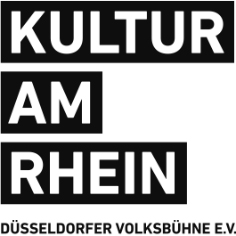 KULTUR
AM
RHEIN
DÜSSELDORFER VOLKSBÜHNE E.V.